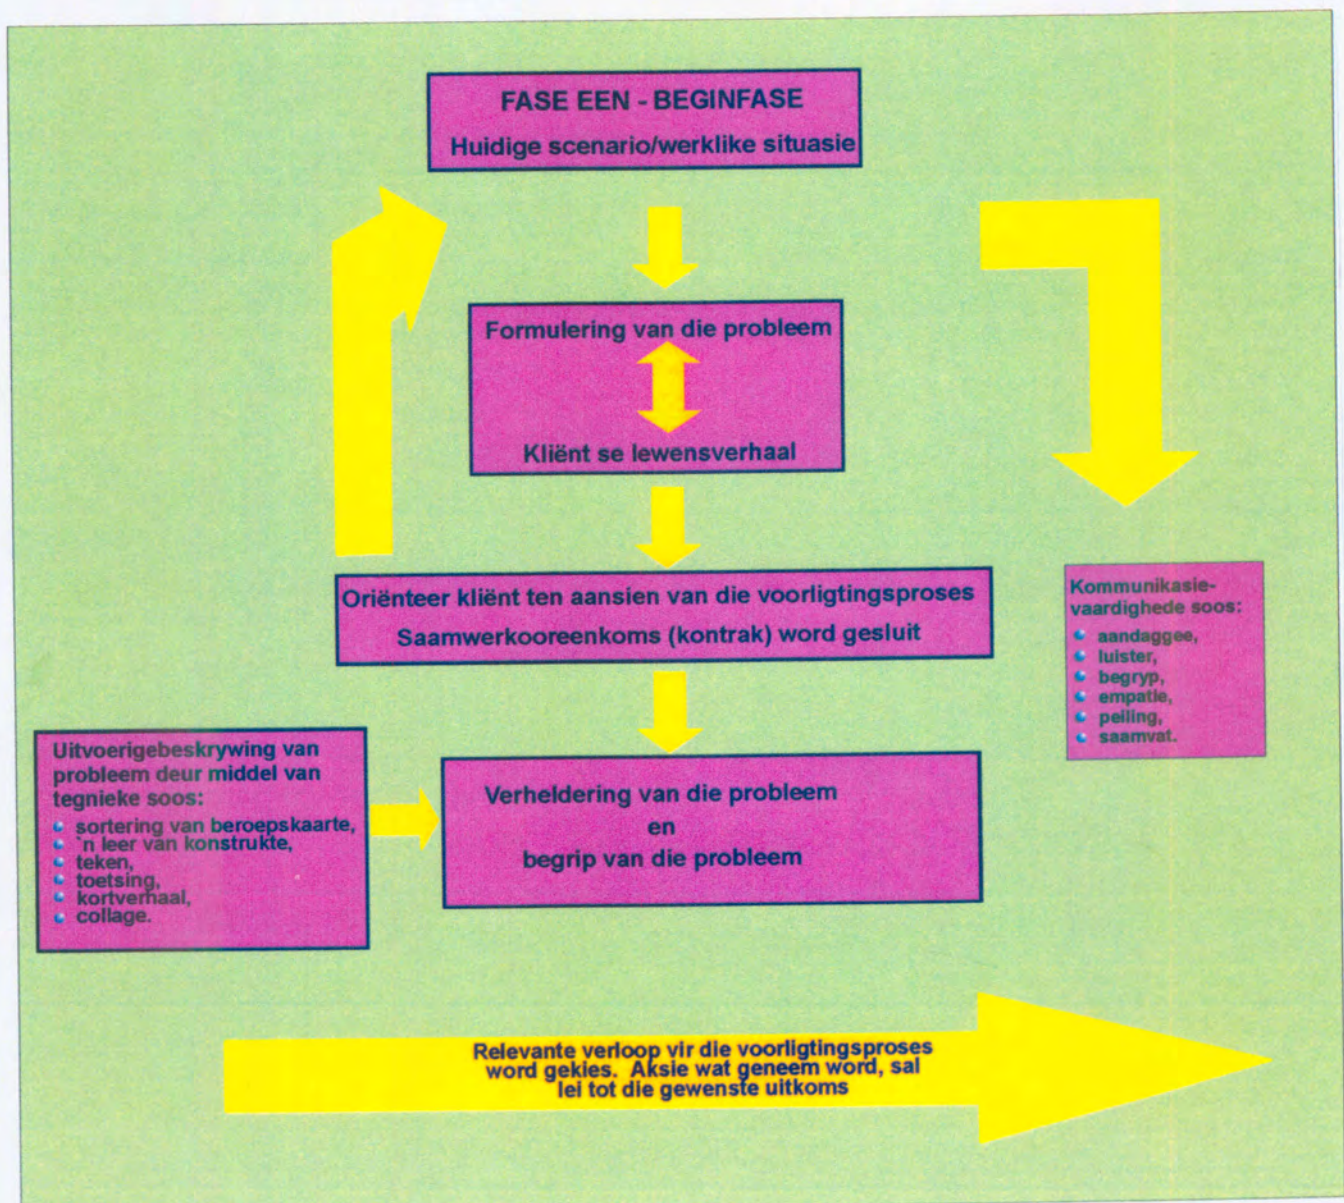 FASE EEN - BEGINFASE
Huidige scenario/werklike situasie
Formulering van die probleem
Kliënt se lewensverhaal
Oriënteer kliënt ten aansien van die voorligtingsproses
Saamwerkooreenkoms (kontrak) word gesluit
Kommunikasie-
vaardighede soos:
aandaggee,
luister,
begryp,
empatie,
peiling,
saamvat.
Uitvoerigebeskrywing van
probleem deur middel van
tegnieke soos:
sortering van beroepskaarte,
`n leer van konstrukte,
teken,
toetsing,
kortverhaal,
collage.
Verheldering van die probleem
en
begrip van die probleem
Relevante verloop vir die voorligtingsproses
word gekies. Aksie wat geneem word, sal
lei tot die gewenste uitkoms